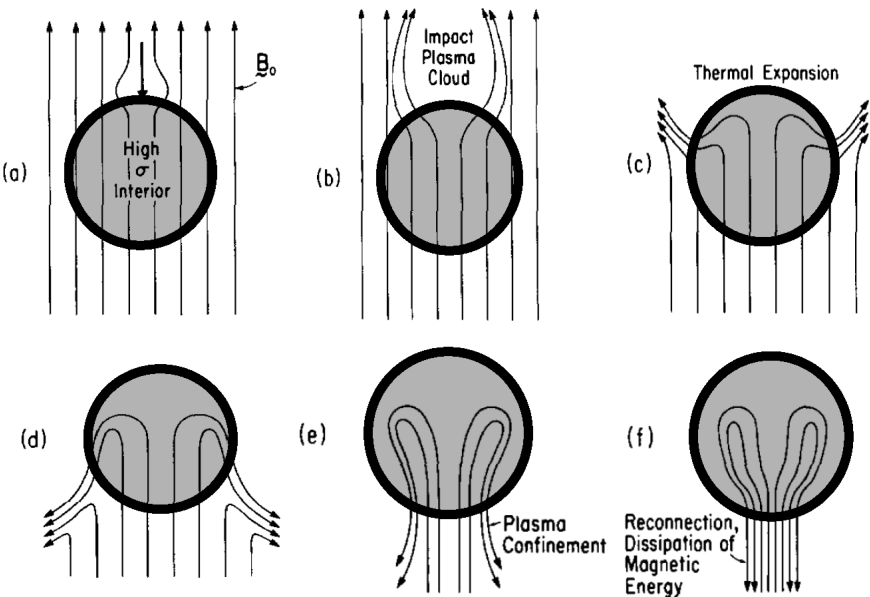 (a)
High
σ
Interior
B₀
(b)
Impact
Plasma
Cloud
(c)
Thermal Expansion
(d)
(e)
Plasma
Confinement
(f)
Reconnection,
Dissipation of
Magnetic
Energy